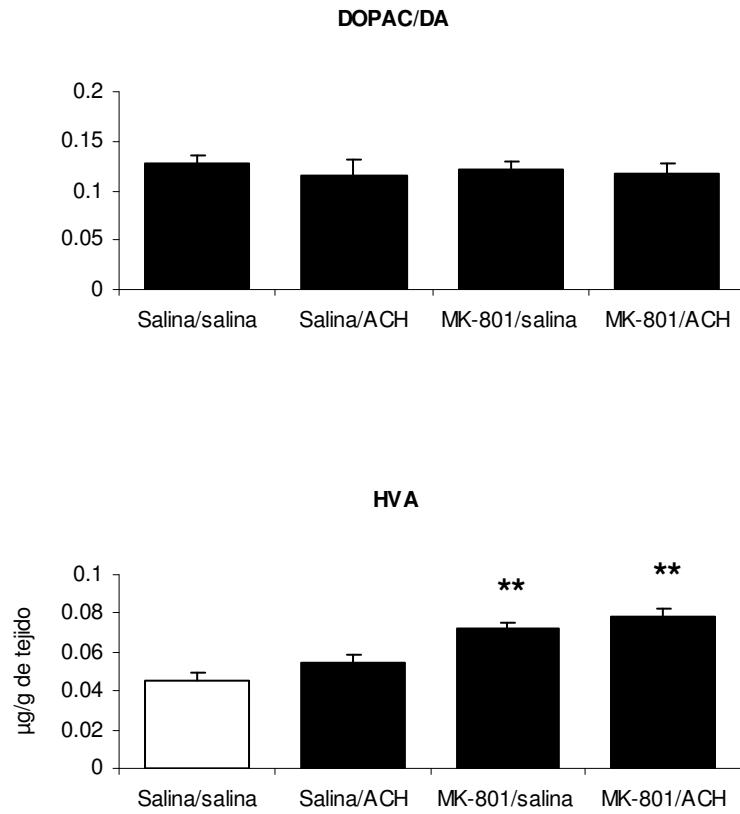 DOPAC/DA
0.2
0.15
0.1
0.05
0
Salina/salina Salina/ACH MK-801/salina MK-801/ACH
HVA
µg/g de tejido
0.1
0.08
0.06
0.04
0.02
0
** **
Salina/salina Salina/ACH MK-801/salina MK-801/ACH